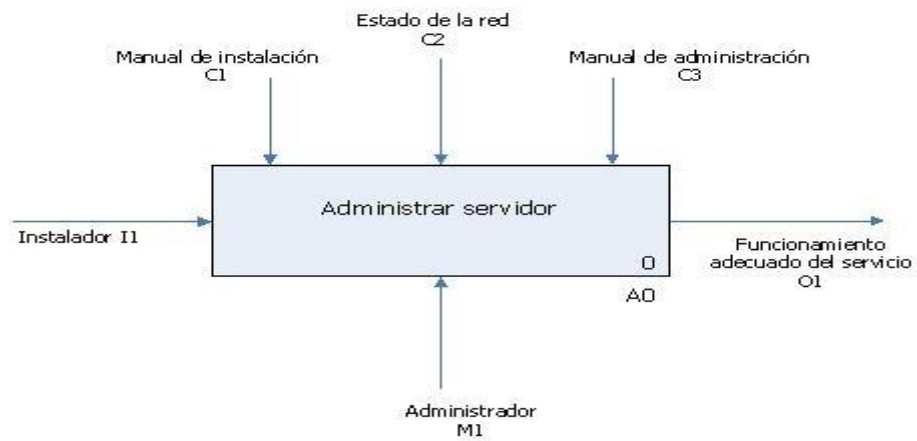 Estado de la red
C2
Manual de instalación
C1
Manual de administración
C3
Administrar servidor
Instalador I1
0
A0
Funcionamiento
adecuado del servicio
O1
Administrador
M1